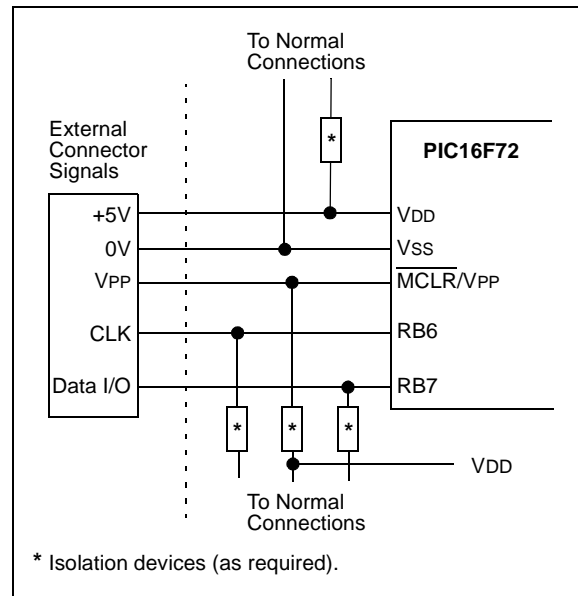 To Normal
Connections
*
External
Connector
Signals
PIC16F72
+5V
VDD
0V
VSS
VPP
MCLR/VPP
CLK
RB6
Data I/O
RB7
* * *
VDD
To Normal
Connections
* Isolation devices (as required).